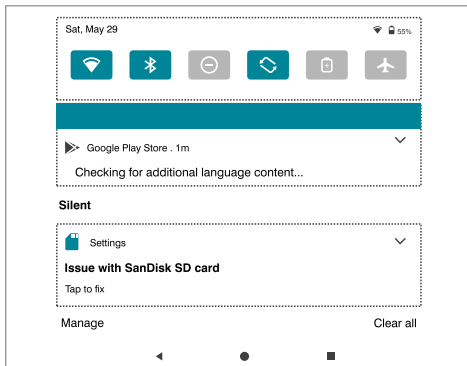 Sat, May 29 55%
Google Play Store . 1m
Checking for additional language content...
Silent
Settings
Issue with SanDisk SD card
Tap to fix
Manage Clear all